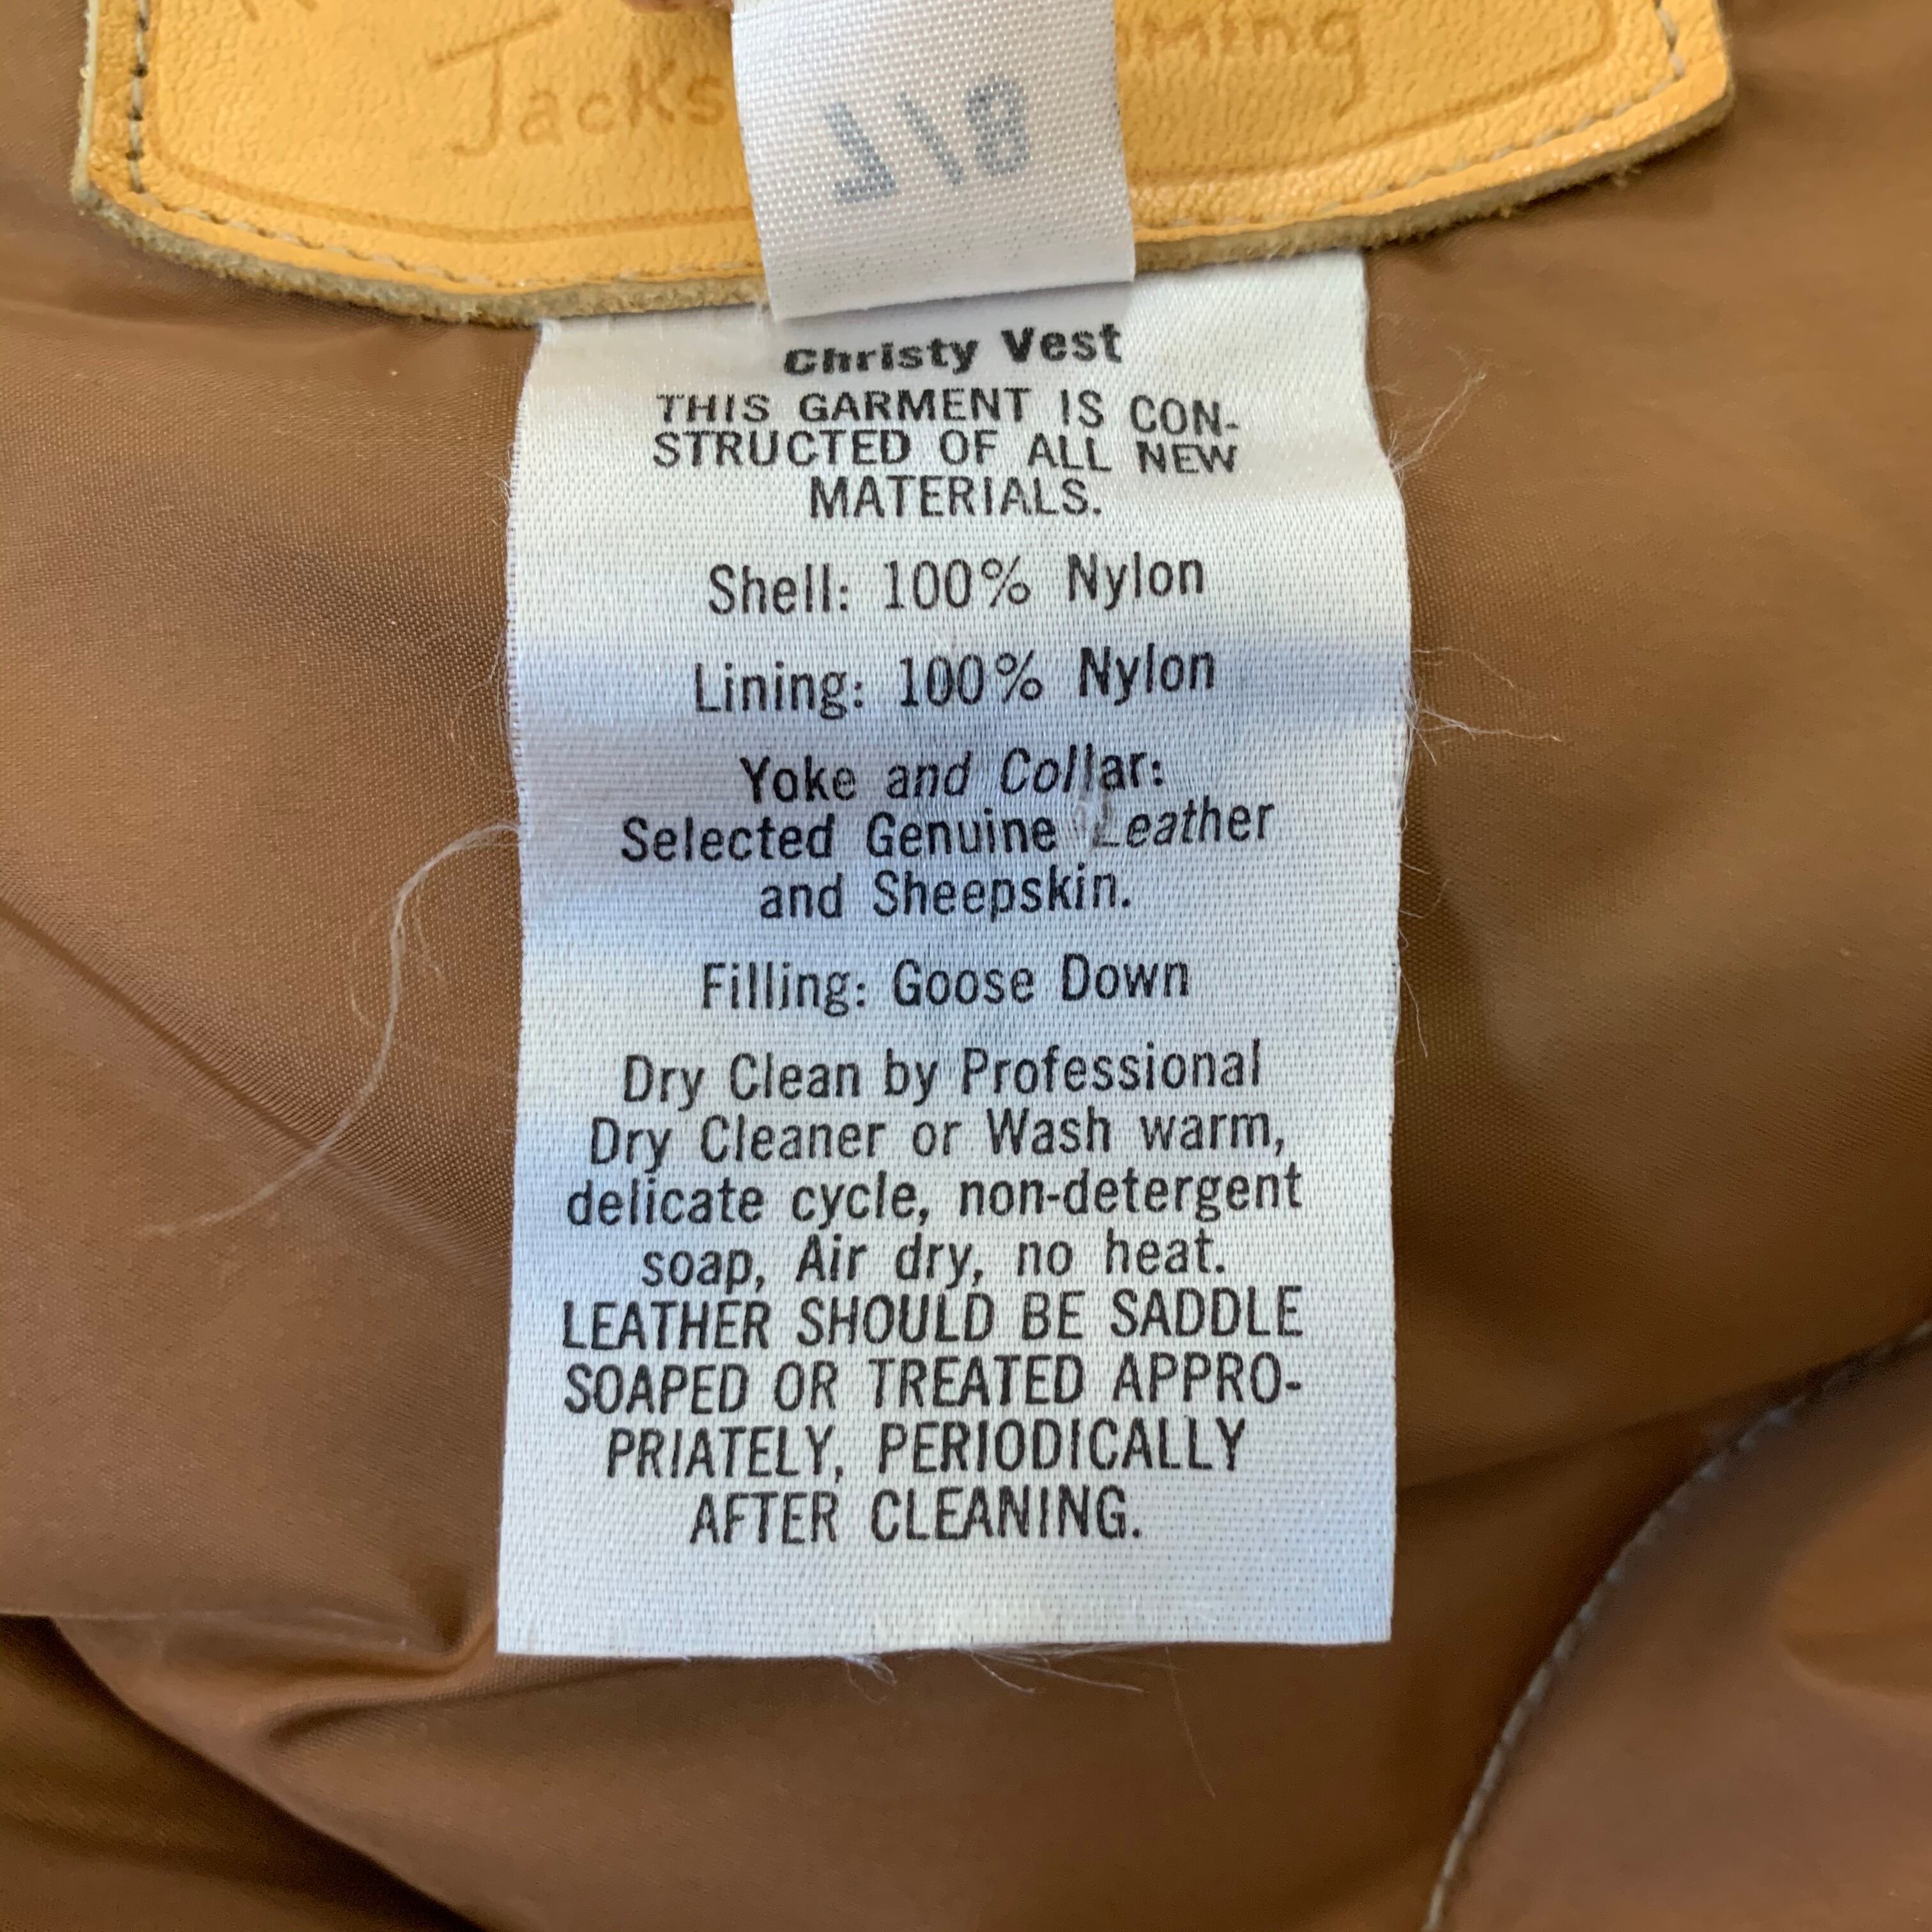 Jacks oming
7/8
Christy Vest
THIS GARMENT IS CON-
STRUCTED OF ALL NEW
MATERIALS.
Shell: 100% Nylon
Lining: 100% Nylon
Yoke and Collar:
Selected Genuine Leather
and Sheepskin.
Filling: Goose Down
Dry Clean by Professional
Dry Cleaner or Wash warm,
delicate cycle, non-detergent
soap, Air dry, no heat.
LEATHER SHOULD BE SADDLE
SOAPED OR TREATED APPRO-
PRIATELY, PERIODICALLY
AFTER CLEANING.